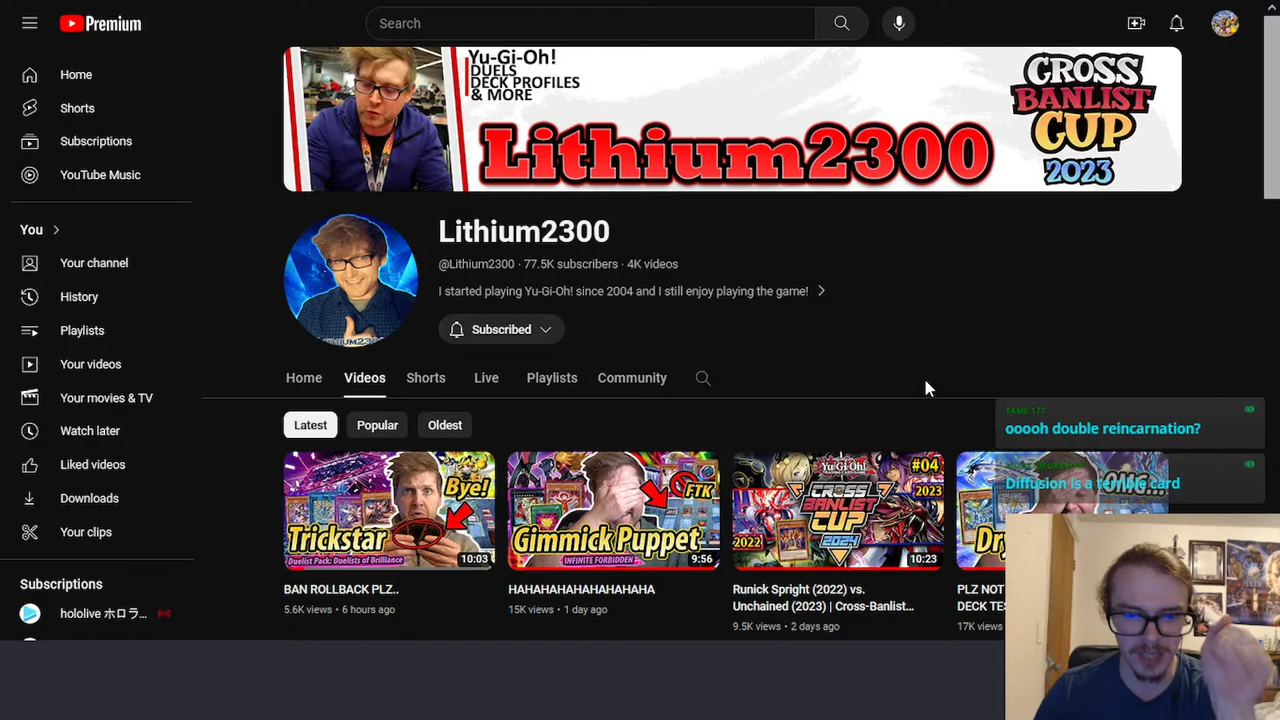 Premium
Search
Home
Shorts
Subscriptions
YouTube Music
You
Your channel
History
Playlists
Your videos
Your movies & TV
Watch later
Liked videos
Downloads
Your clips
Subscriptions
hololive ホロラ...
Yu-Gi-Oh!
DUELS
DECK PROFILES
& MORE
Lithium2300
CROSS
BANLIST
CUP
2023
Lithium2300
@Lithium2300 · 77.5K subscribers · 4K videos
I started playing Yu-Gi-Oh! since 2004 and I still enjoy playing the game!
Subscribed
Home Videos Shorts Live Playlists Community
Latest Popular Oldest
Bye!
Trickstar
Duelist Pack: Duelists of Brilliance
10:03
BAN ROLLBACK PLZ..
5.6K views · 6 hours ago
FTK
Gimmick Puppet
INFINITE FORBIDDEN
9:56
HAHAHAHAHAHAHAHA
15K views · 1 day ago
Yu-Gi-Oh!
#04
2023
CROSS
BANLIST
CUP
2024
2022
10:23
Runick Spright (2022) vs.
Unchained (2023) | Cross-Banlist...
9.5K views · 2 days ago
PLZ NOT
DECK TES
17K views
TAME 177
ooooh double reincarnation?
Diffusion is a terrible card